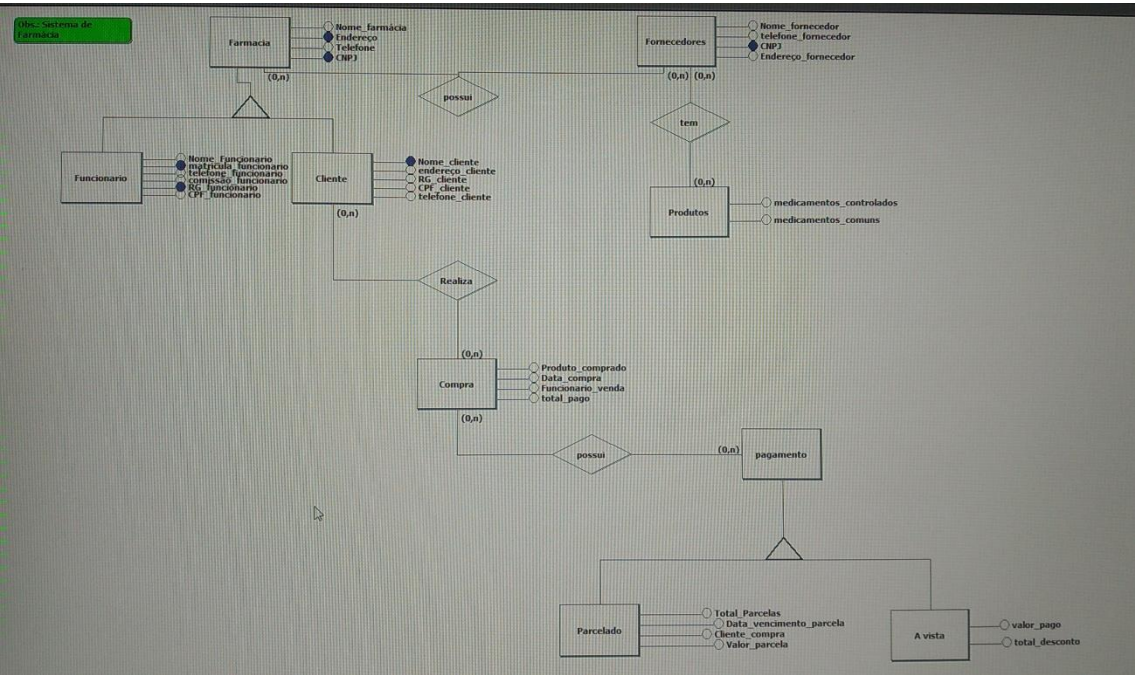 Obs.: Sistema de
Farmácia
Farmacia
Nome_farmácia
Endereço
Telefone
CNPJ
(0,n)
possui
Fornecedores
Nome_fornecedor
telefone_fornecedor
CNPJ
Endereço_fornecedor
(0,n)
(0,n)
tem
(0,n)
Produtos
medicamentos_controlados
medicamentos_comuns
Funcionario
Nome_Funcionario
matricula_funcionario
telefone_funcionario
comissão_funcionario
RG_funcionario
CPF_funcionario
Cliente
Nome_cliente
endereço_cliente
RG_cliente
CPF_cliente
telefone_cliente
(0,n)
Realiza
(0,n)
Compra
Produto_comprado
Data_compra
Funcionario_venda
total_pago
(0,n)
possui
(0,n)
pagamento
Parcelado
Total_Parcelas
Data_vencimento_parcela
Cliente_compra
Valor_parcela
A vista
valor_pago
total_desconto